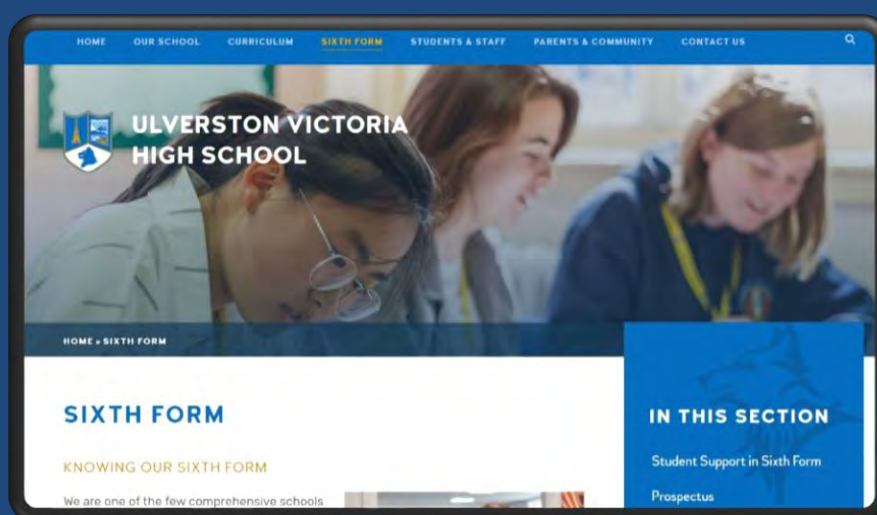 HOME OUR SCHOOL CURRICULUM SIXTH FORM STUDENTS & STAFF PARENTS & COMMUNITY CONTACT US
ULVERSTON VICTORIA
HIGH SCHOOL
HOME » SIXTH FORM
SIXTH FORM
KNOWING OUR SIXTH FORM
We are one of the few comprehensive schools
IN THIS SECTION
Student Support in Sixth Form
Prospectus